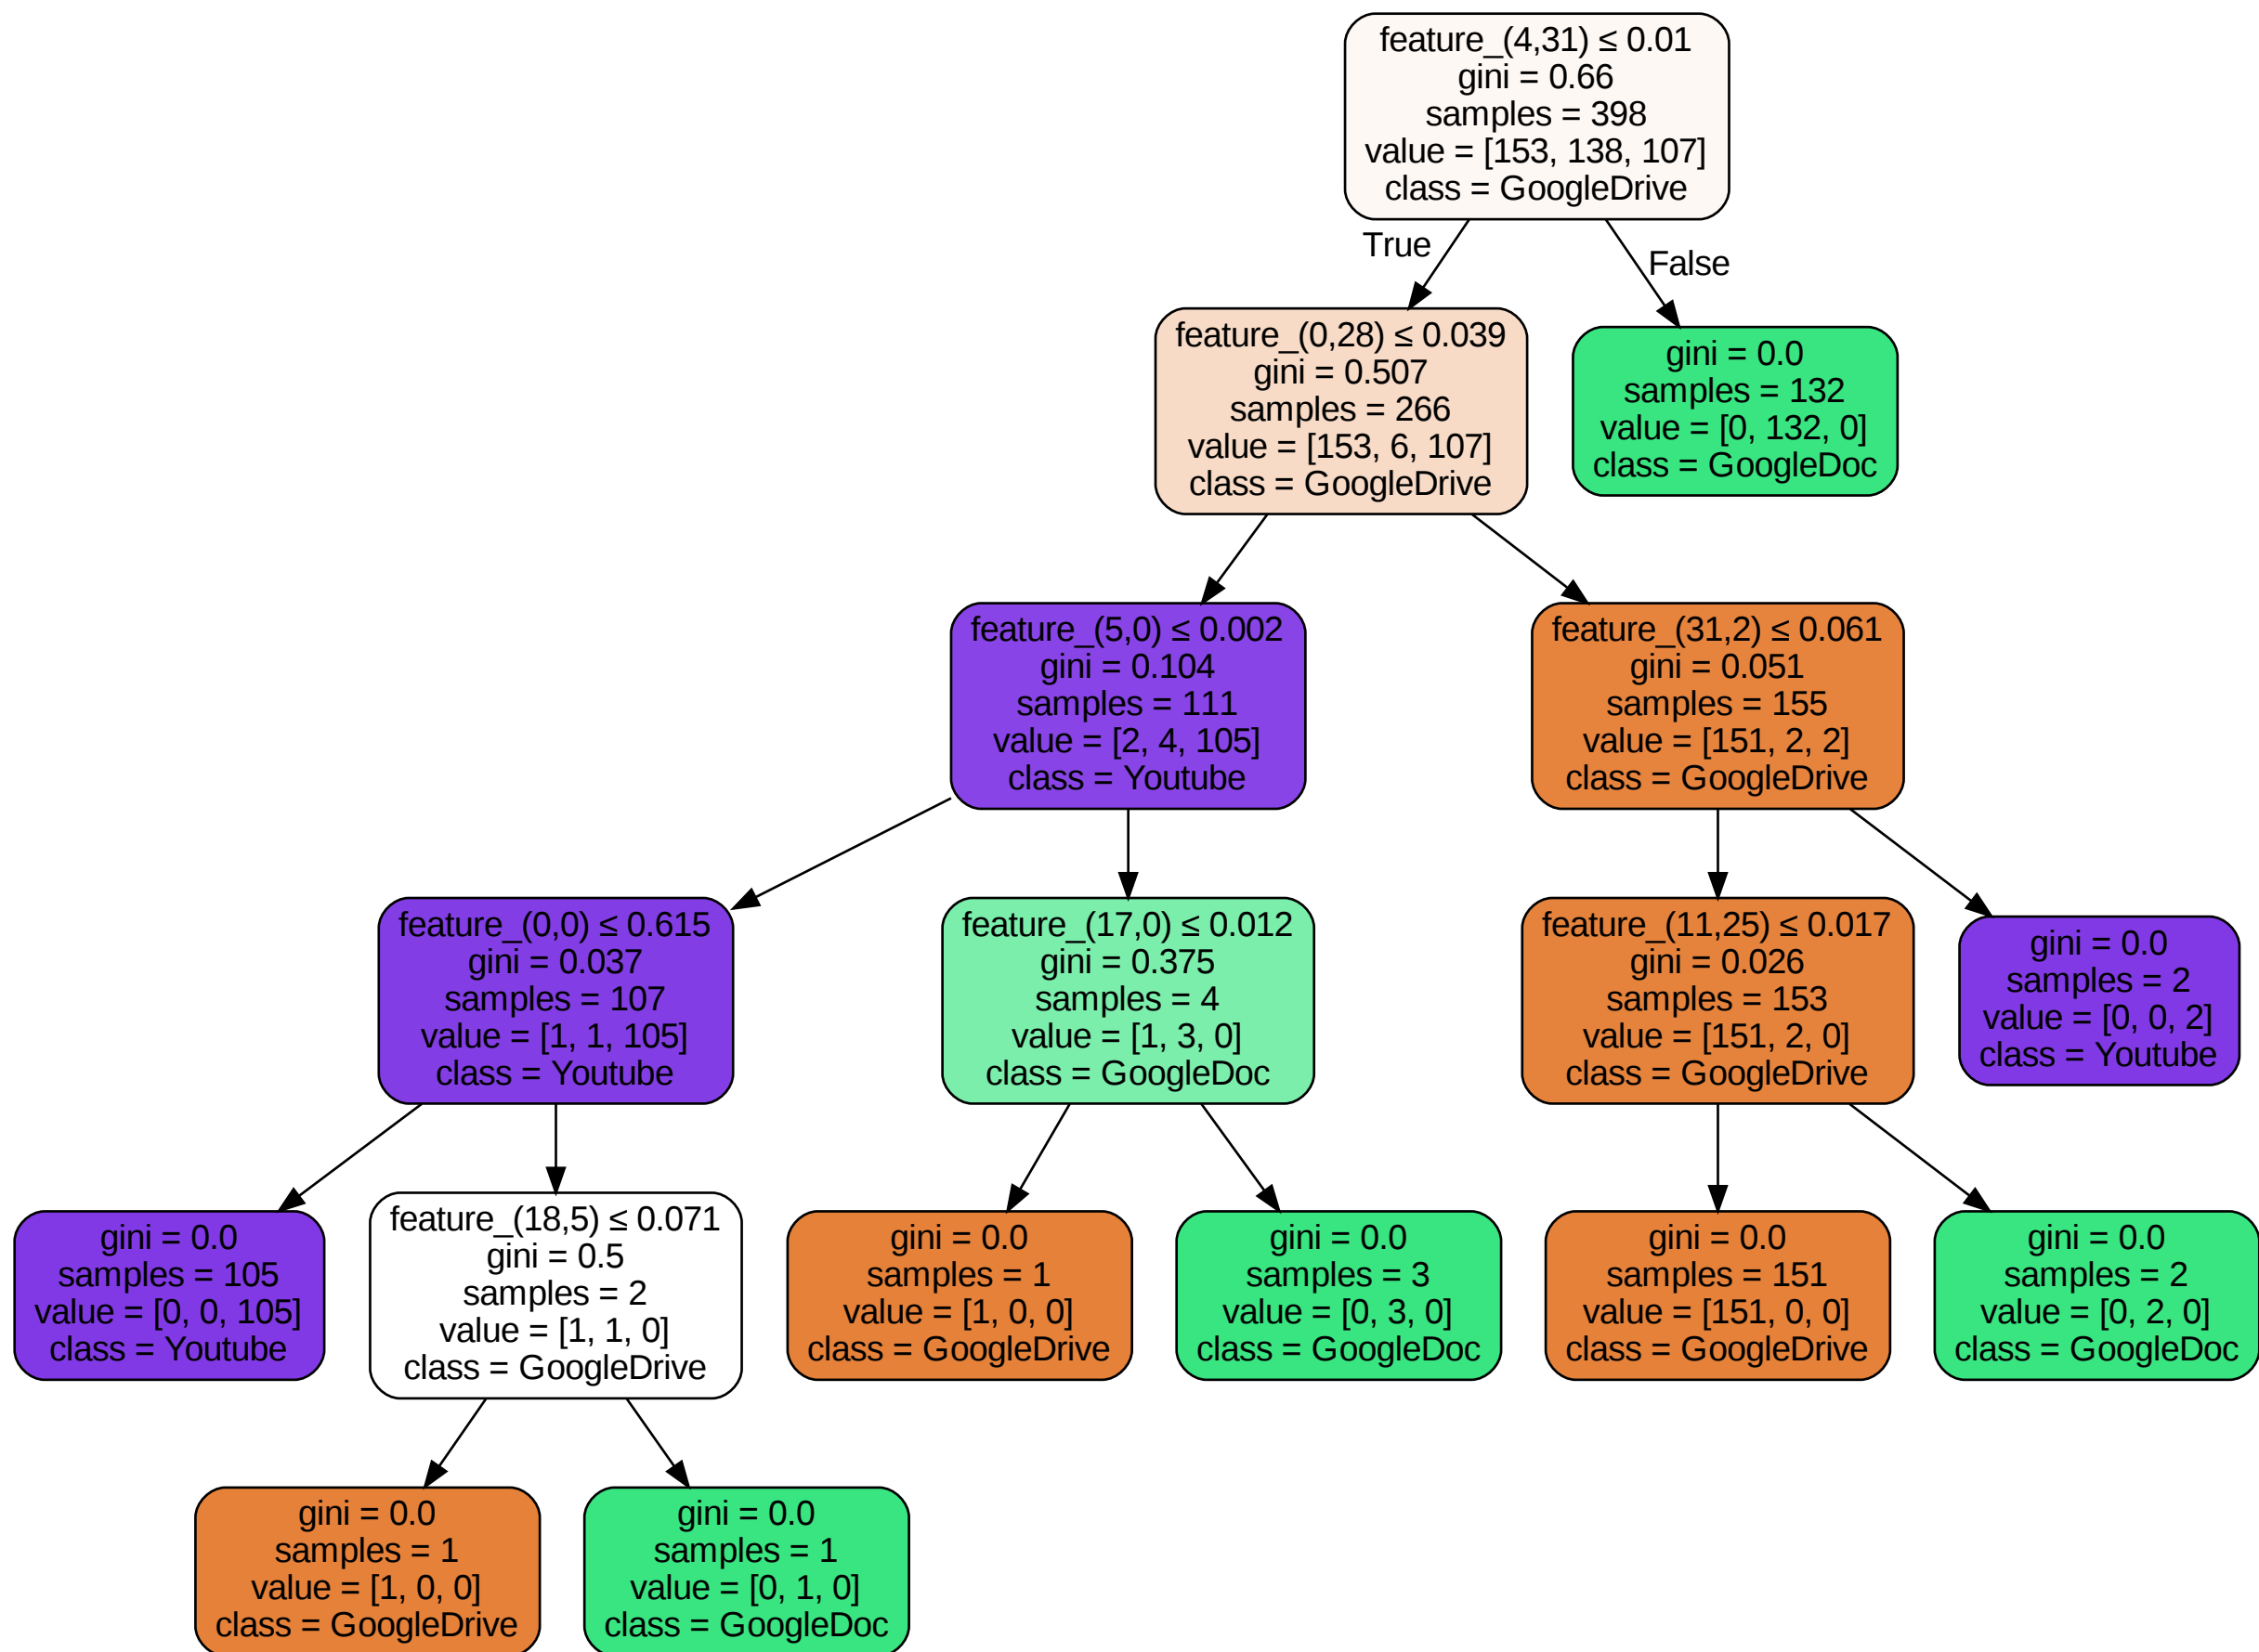 feature_(4,31) ≤ 0.01
gini = 0.66
samples = 398
value = [153, 138, 107]
class = GoogleDrive
True
False
feature_(0,28) ≤ 0.039
gini = 0.507
samples = 266
value = [153, 6, 107]
class = GoogleDrive
gini = 0.0
samples = 132
value = [0, 132, 0]
class = GoogleDoc
feature_(5,0) ≤ 0.002
gini = 0.104
samples = 111
value = [2, 4, 105]
class = Youtube
feature_(31,2) ≤ 0.061
gini = 0.051
samples = 155
value = [151, 2, 2]
class = GoogleDrive
feature_(0,0) ≤ 0.615
gini = 0.037
samples = 107
value = [1, 1, 105]
class = Youtube
feature_(17,0) ≤ 0.012
gini = 0.375
samples = 4
value = [1, 3, 0]
class = GoogleDoc
feature_(11,25) ≤ 0.017
gini = 0.026
samples = 153
value = [151, 2, 0]
class = GoogleDrive
gini = 0.0
samples = 2
value = [0, 0, 2]
class = Youtube
gini = 0.0
samples = 105
value = [0, 0, 105]
class = Youtube
feature_(18,5) ≤ 0.071
gini = 0.5
samples = 2
value = [1, 1, 0]
class = GoogleDrive
gini = 0.0
samples = 1
value = [1, 0, 0]
class = GoogleDrive
gini = 0.0
samples = 3
value = [0, 3, 0]
class = GoogleDoc
gini = 0.0
samples = 151
value = [151, 0, 0]
class = GoogleDrive
gini = 0.0
samples = 2
value = [0, 2, 0]
class = GoogleDoc
gini = 0.0
samples = 1
value = [1, 0, 0]
class = GoogleDrive
gini = 0.0
samples = 1
value = [0, 1, 0]
class = GoogleDoc